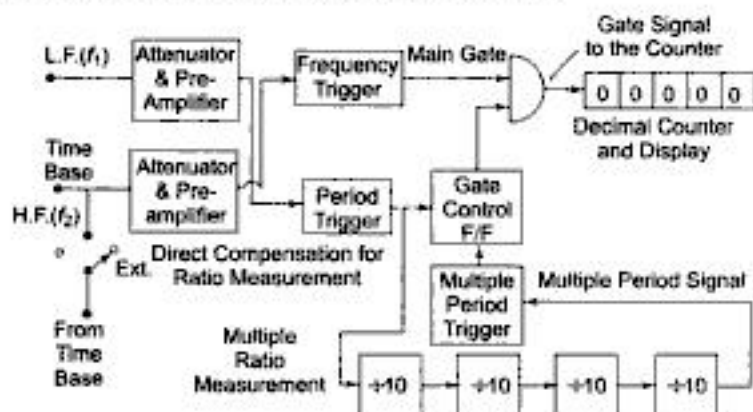 L.F.(f₁)
Attenuator
& Pre-
Amplifier
Frequency
Trigger
Main Gate
Gate Signal
to the Counter
0 0 0 0 0
Decimal Counter
and Display
Time
Base
Attenuator
& Pre-
amplifier
Period
Trigger
Gate
Control
F/F
H.F.(f₂)
Ext.
Direct Compensation for
Ratio Measurement
Multiple
Period
Trigger
Multiple Period Signal
From
Time
Base
Multiple
Ratio
Measurement
÷10
÷10
÷10
÷10